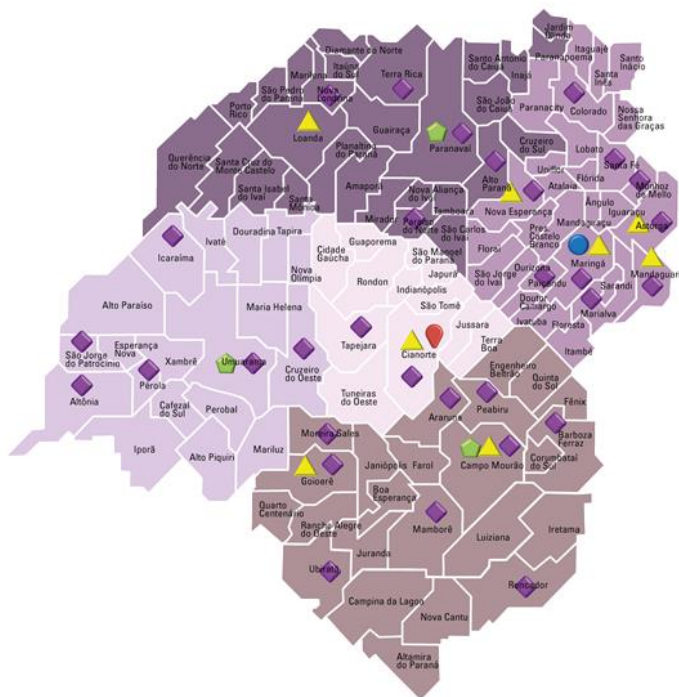 Jardim
Olinda
Diamante do Norte
Itaúna
do Sul
Terra Rica
Santo Antônio
do Caiuá
Paranapoema
Itaguajé
Santo
Inácio
Santa
Inês
Inajá
Marilena
Nova
Londrina
São Pedro
do Paraná
Porto
Rico
São João
do Caiuá
Paranacity
Colorado
Nossa
Senhora
das Graças
Loanda
Guairaça
Paranavaí
Cruzeiro
do Sul
Lobato
Santa Fé
Querência
do Norte
Santa Cruz do
Monte Castelo
Planaltina
do Paraná
Alto
Paraná
Uniflor
Flórida
Munhoz
de Mello
Atalaia
Ângulo
Iguaraçu
Astorga
Santa Isabel
do Ivaí
Santa
Mônica
Amaporã
Nova Aliança
do Ivaí
Tamboara
Nova Esperança
Mandaguaçu
Mirador
Paraíso
do Norte
São Carlos
do Ivaí
Pres.
Castelo
Branco
Maringá
Mandaguari
Icaraíma
Ivaté
Douradina
Tapira
Cidade
Gaúcha
Guaporema
São Manoel
do Paraná
Floraí
São Jorge
do Ivaí
Ourizona
Paiçandu
Sarandi
Marialva
Nova
Olímpia
Rondon
Japurá
Indianópolis
Doutor
Camargo
Ivatuba
Floresta
Itambé
Alto Paraíso
Maria Helena
São Tomé
Jussara
Terra
Boa
São Jorge
do Patrocínio
Esperança
Nova
Pérola
Xambrê
Umuarama
Cruzeiro
do Oeste
Tapejara
Cianorte
Altônia
Cafezal
do Sul
Perobal
Tuneiras
do Oeste
Engenheiro
Beltrão
Quinta do
Sol
Fênix
Iporã
Alto Piquiri
Mariluz
Araruna
Peabiru
Barboza
Ferraz
Moreira Sales
Goioerê
Janiópolis
Farol
Campo Mourão
Corumbataí
do Sul
Boa
Esperança
Quarto
Centenário
Rancho Alegre
do Oeste
Mamborê
Luiziana
Iretama
Juranda
Ubiratã
Roncador
Campina da Lagoa
Nova Cantu
Altamira
do Paraná